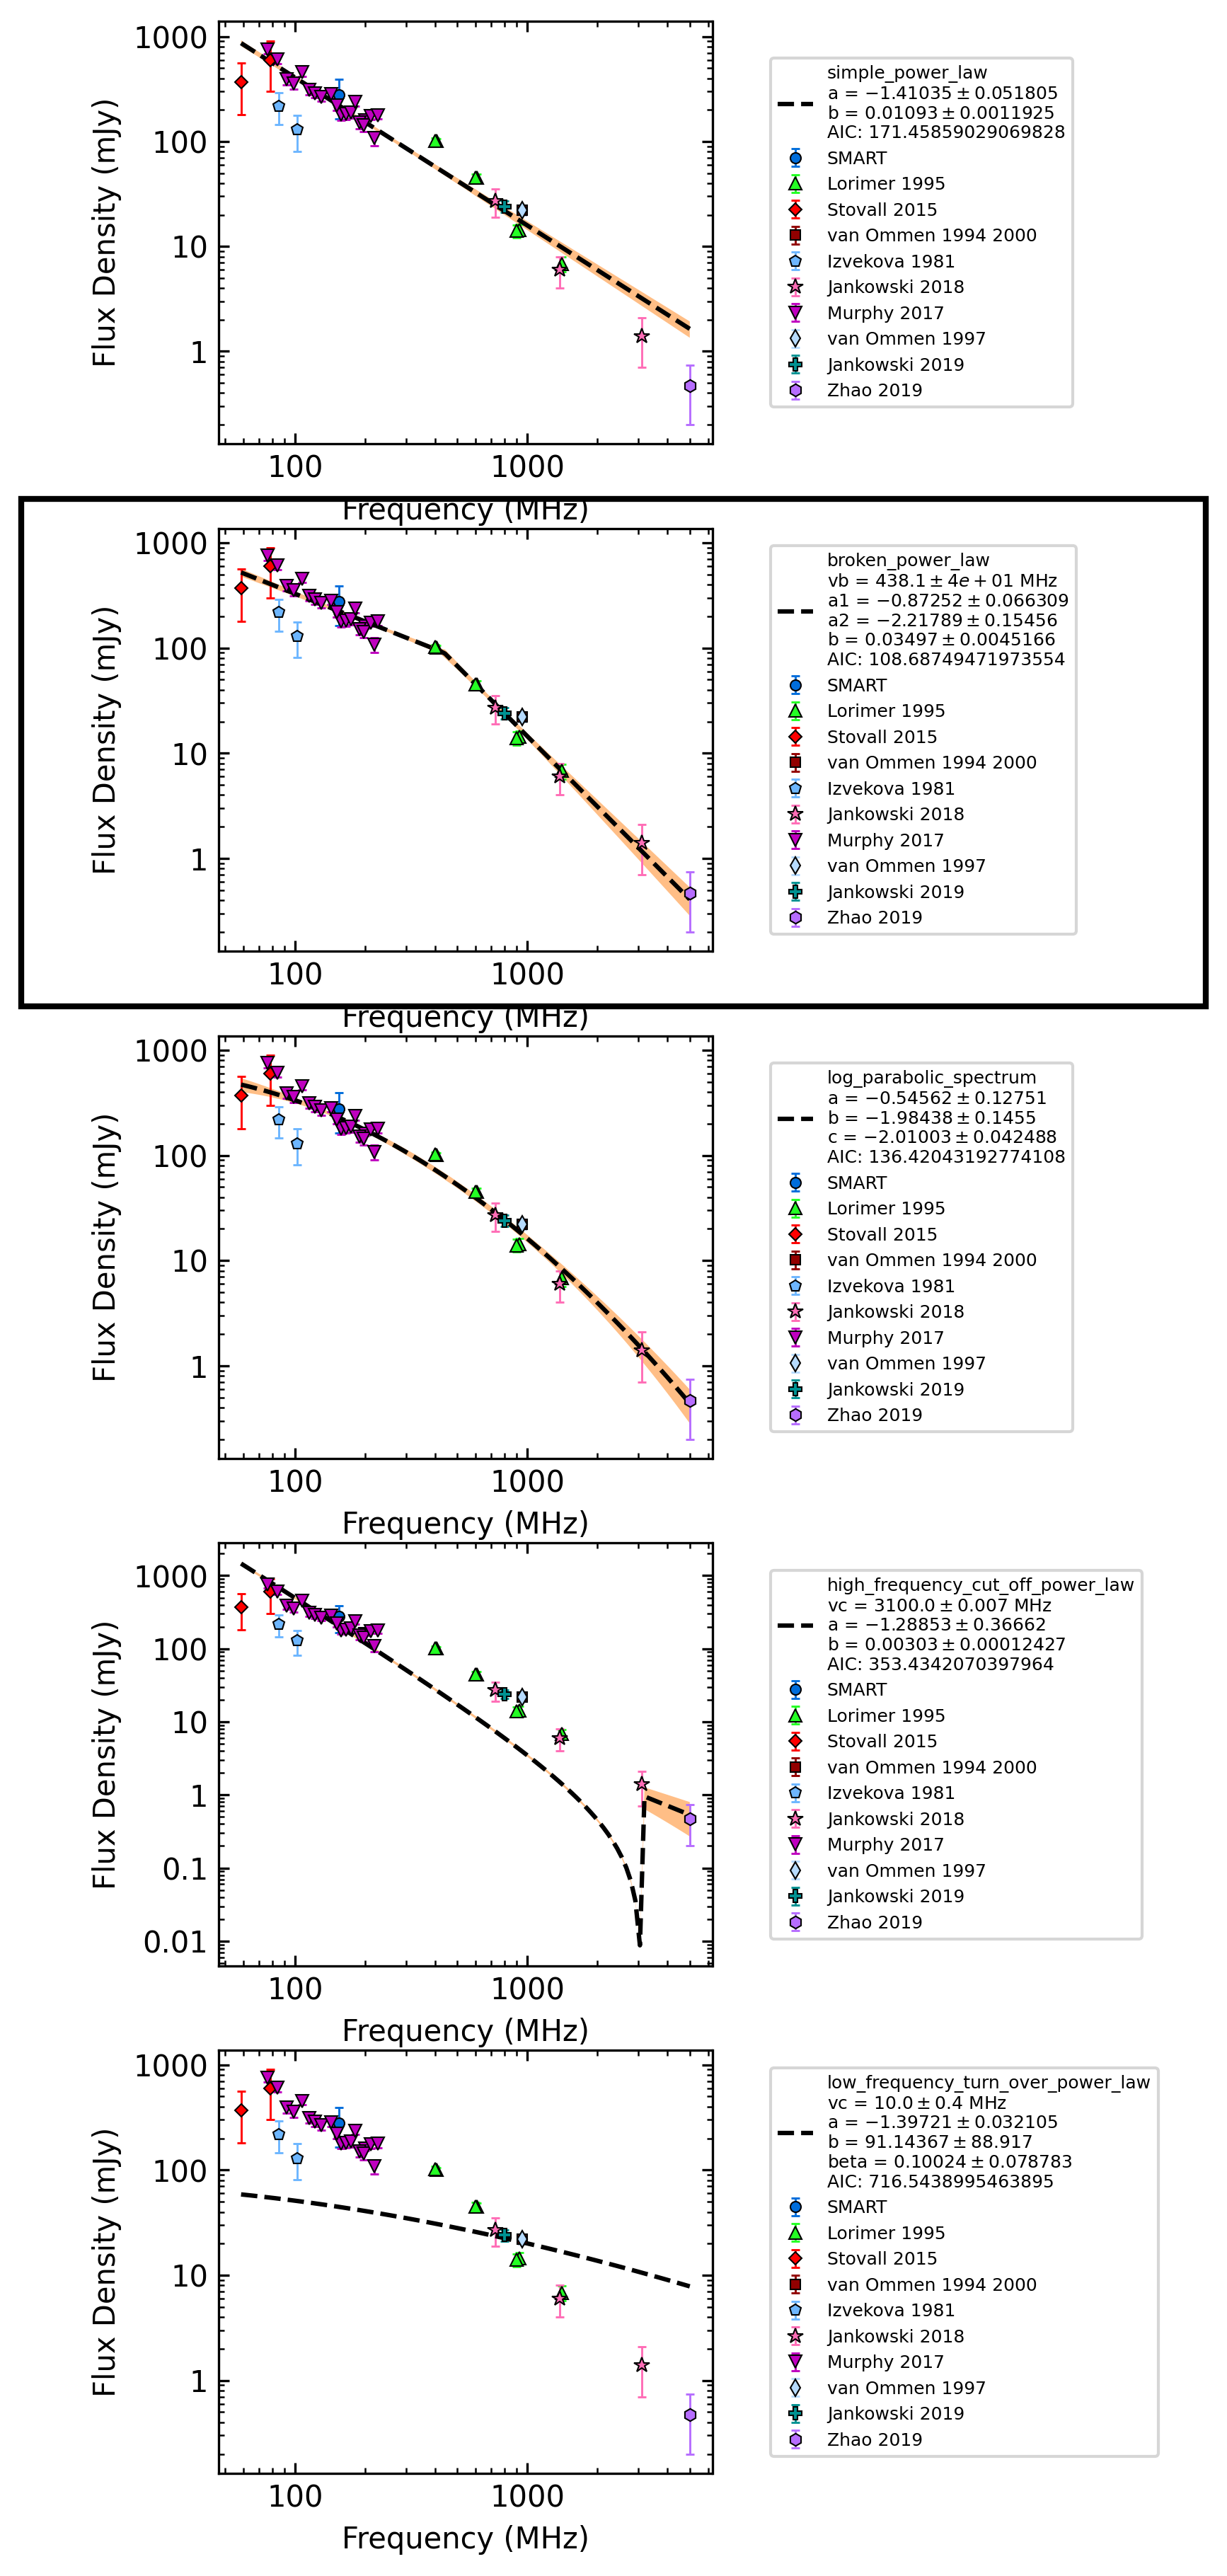 1000
100
10
1
Flux Density (mJy)
100
1000
Frequency (MHz)
simple_power_law
a = −1.41035 ± 0.051805
b = 0.01093 ± 0.0011925
AIC: 171.45859029069828
SMART
Lorimer 1995
Stovall 2015
van Ommen 1994 2000
Izvekova 1981
Jankowski 2018
Murphy 2017
van Ommen 1997
Jankowski 2019
Zhao 2019
1000
100
10
1
Flux Density (mJy)
100
1000
Frequency (MHz)
broken_power_law
vb = 438.1 ± 4e + 01 MHz
a1 = −0.87252 ± 0.066309
a2 = −2.21789 ± 0.15456
b = 0.03497 ± 0.0045166
AIC: 108.68749471973554
SMART
Lorimer 1995
Stovall 2015
van Ommen 1994 2000
Izvekova 1981
Jankowski 2018
Murphy 2017
van Ommen 1997
Jankowski 2019
Zhao 2019
1000
100
10
1
Flux Density (mJy)
100
1000
Frequency (MHz)
log_parabolic_spectrum
a = −0.54562 ± 0.12751
b = −1.98438 ± 0.1455
c = −2.01003 ± 0.042488
AIC: 136.42043192774108
SMART
Lorimer 1995
Stovall 2015
van Ommen 1994 2000
Izvekova 1981
Jankowski 2018
Murphy 2017
van Ommen 1997
Jankowski 2019
Zhao 2019
1000
100
10
1
0.1
0.01
Flux Density (mJy)
100
1000
Frequency (MHz)
high_frequency_cut_off_power_law
vc = 3100.0 ± 0.007 MHz
a = −1.28853 ± 0.36662
b = 0.00303 ± 0.00012427
AIC: 353.4342070397964
SMART
Lorimer 1995
Stovall 2015
van Ommen 1994 2000
Izvekova 1981
Jankowski 2018
Murphy 2017
van Ommen 1997
Jankowski 2019
Zhao 2019
1000
100
10
1
Flux Density (mJy)
100
1000
Frequency (MHz)
low_frequency_turn_over_power_law
vc = 10.0 ± 0.4 MHz
a = −1.39721 ± 0.032105
b = 91.14367 ± 88.917
beta = 0.10024 ± 0.078783
AIC: 716.5438995463895
SMART
Lorimer 1995
Stovall 2015
van Ommen 1994 2000
Izvekova 1981
Jankowski 2018
Murphy 2017
van Ommen 1997
Jankowski 2019
Zhao 2019